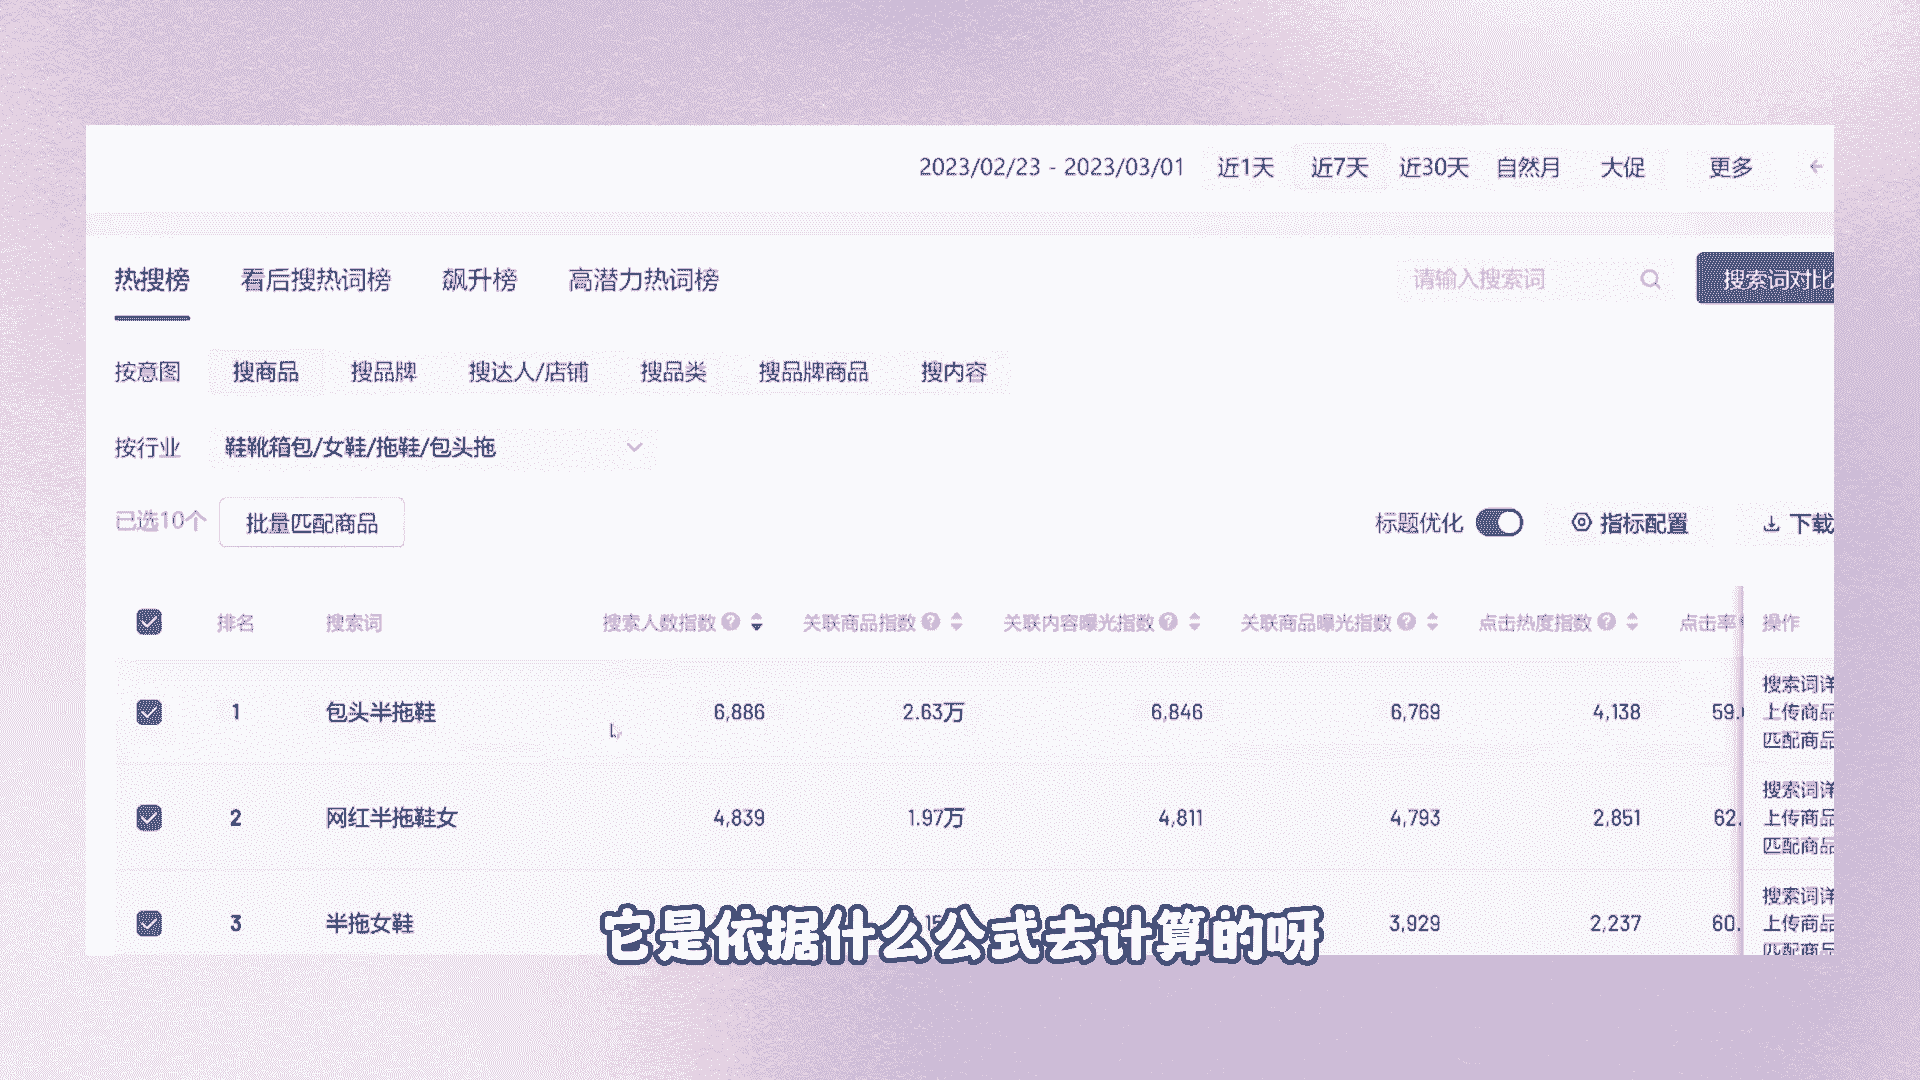 2023/02/23 - 2023/03/01 近1天 近7天 近30天 自然月 大促 更多
热搜榜 看后搜热词榜 飙升榜 高潜力热词榜 请输入搜索词 搜索词对比
按意图 搜商品 搜品牌 搜达人/店铺 搜品类 搜品牌商品 搜内容
按行业 鞋靴箱包/女鞋/拖鞋/包头拖
已选10个 批量匹配商品 标题优化 指标配置 下载
排名 搜索词 搜索人数指数 关联商品指数 关联内容曝光指数 关联商品曝光指数 点击热度指数 点击率 操作
搜索词详
1 包头半拖鞋 6,886 2.63万 6,846 6,769 4,138 59. 上传商品
匹配商品
搜索词详
2 网红半拖鞋女 4,839 1.97万 4,811 4,793 2,851 62. 上传商品
匹配商品
搜索词详
3 半拖女鞋 3,929 2,237 60. 上传商品
匹配商品
它是依据什么公式去计算的呀